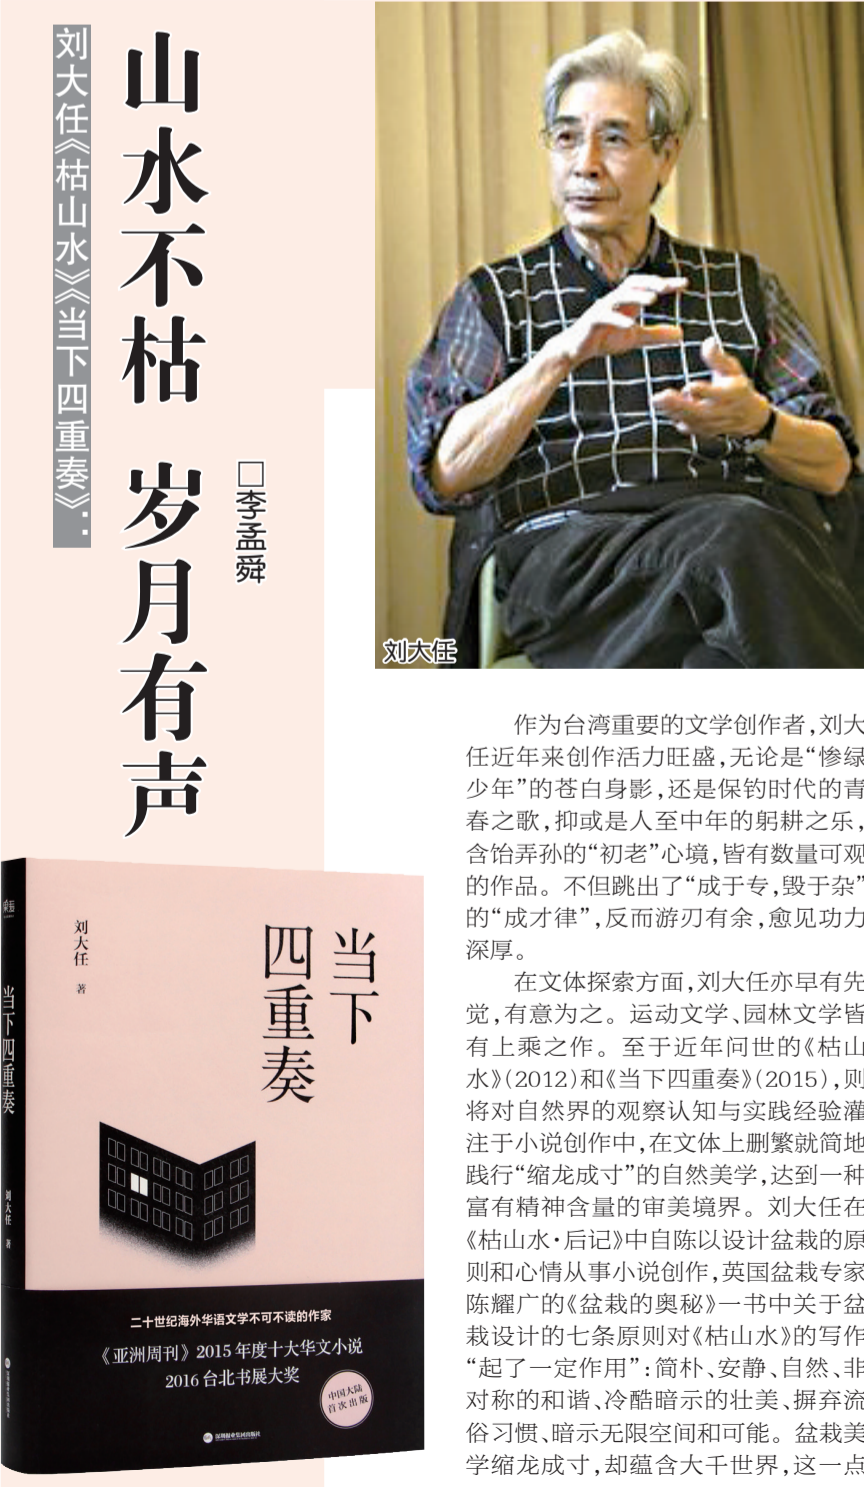 刘大任《枯山水》《当下四重奏》：
山水不枯 岁月有声
□李孟舜
刘大任
作为台湾重要的文学创作者，刘大
任近年来创作活力旺盛，无论是“惨绿
少年”的苍白身影，还是保钓时代的青
春之歌，抑或是人至中年的躬耕之乐，
含饴弄孙的“初老”心境，皆有数量可观
的作品。不但跳出了“成于专，毁于杂”
的“成才律”，反而游刃有余，愈见功力
深厚。
在文体探索方面，刘大任亦早有先
觉，有意为之。运动文学、园林文学皆
有上乘之作。至于近年问世的《枯山
水》(2012)和《当下四重奏》(2015)，则
将对自然界的观察认知与实践经验灌
注于小说创作中，在文体上删繁就简地
践行“缩龙成寸”的自然美学，达到一种
富有精神含量的审美境界。刘大任在
《枯山水·后记》中自陈以设计盆栽的原
则和心情从事小说创作，英国盆栽专家
陈耀广的《盆栽的奥秘》一书中关于盆
栽设计的七条原则对《枯山水》的写作
“起了一定作用”：简朴、安静、自然、非
对称的和谐、冷酷暗示的壮美、摒弃流
俗习惯、暗示无限空间和可能。盆栽美
学缩龙成寸，却蕴含大千世界，这一点
当下
四重奏
刘大任 著
当下四重奏
刘大任 著
二十世纪海外华语文学不可不读的作家
《亚洲周刊》2015年度十大华文小说
2016台北书展大奖
中国大陆
首次出版
深圳报业集团出版社